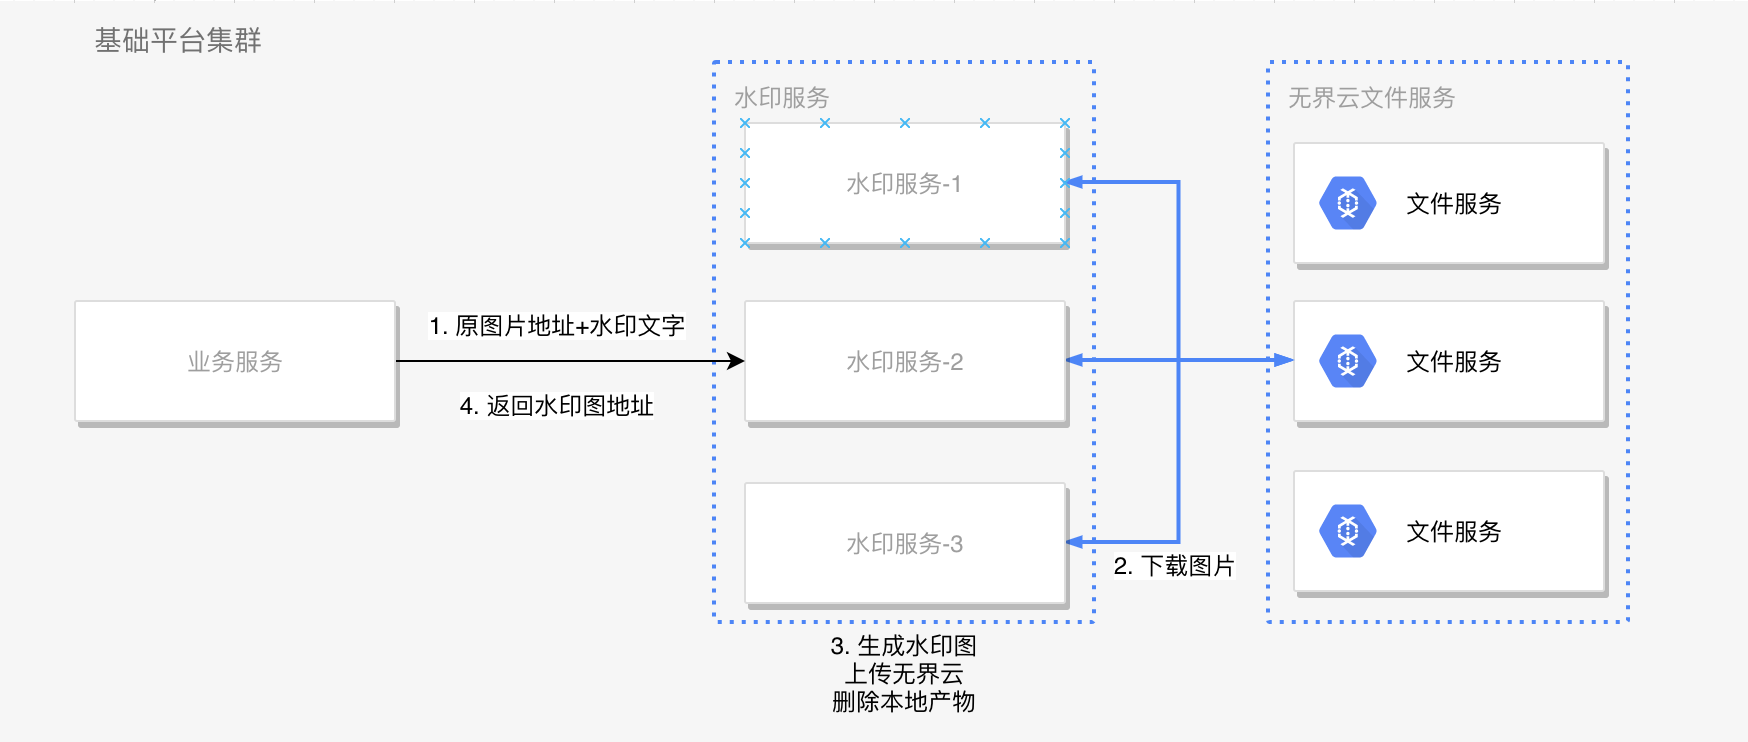 基础平台集群
水印服务
无界云文件服务
水印服务-1
文件服务
1. 原图片地址+水印文字
业务服务
水印服务-2
文件服务
4. 返回水印图地址
水印服务-3
文件服务
2. 下载图片
3. 生成水印图
上传无界云
删除本地产物